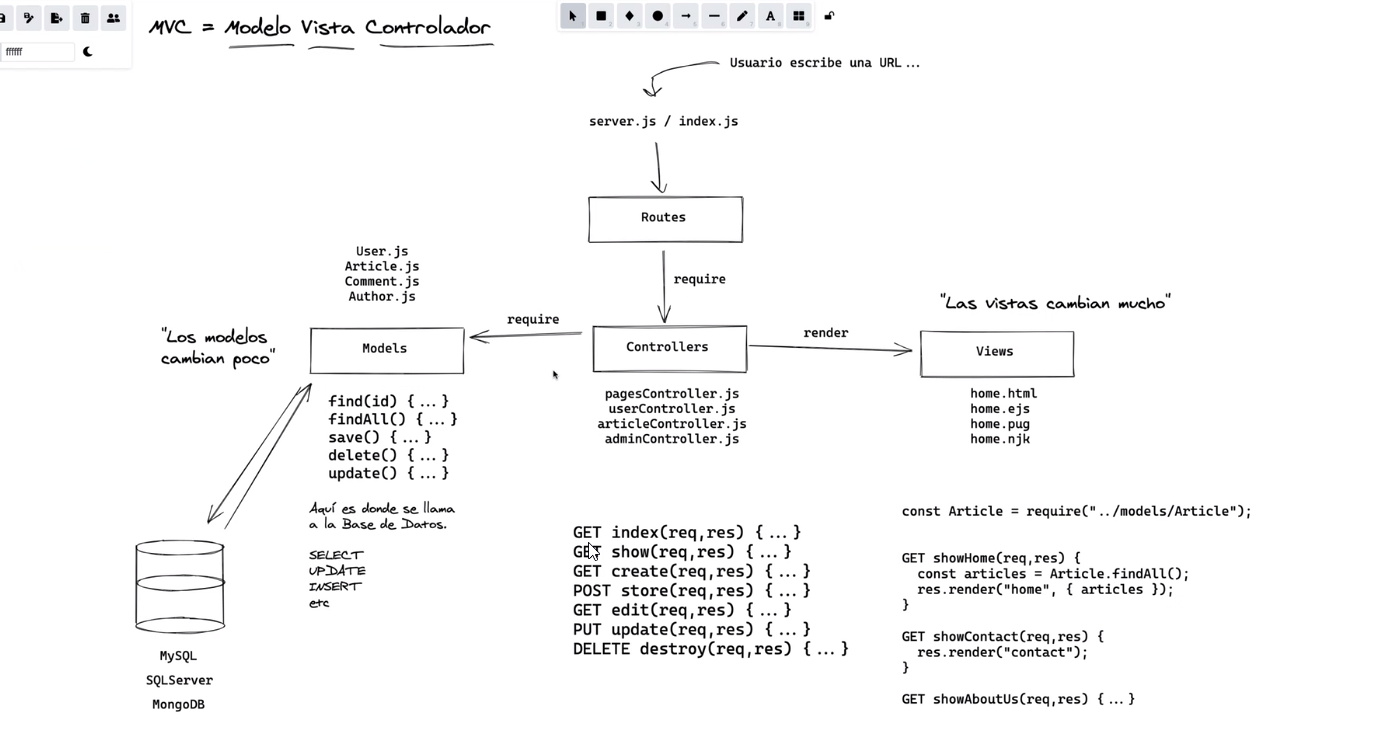 MVC = Modelo Vista Controlador
ffffff
Usuario escribe una URL...
server.js / index.js
Routes
require
User.js
Article.js
Comment.js
Author.js
"Los modelos
cambian poco"
Models
require
Controllers
render
"Las vistas cambian mucho"
Views
find(id) {...}
findAll() {...}
save() {...}
delete() {...}
update() {...}
Aquí es donde se llama
a la Base de Datos.
SELECT
UPDATE
INSERT
etc
MySQL
SQLServer
MongoDB
pagesController.js
userController.js
articleController.js
adminController.js
GET index(req,res) {...}
GET show(req,res) {...}
GET create(req,res) {...}
POST store(req,res) {...}
GET edit(req,res) {...}
PUT update(req,res) {...}
DELETE destroy(req,res) {...}
home.html
home.ejs
home.pug
home.njk
const Article = require("../models/Article");
GET showHome(req,res) {
const articles = Article.findAll();
res.render("home", { articles });
}
GET showContact(req,res) {
res.render("contact");
}
GET showAboutUs(req,res) {...}